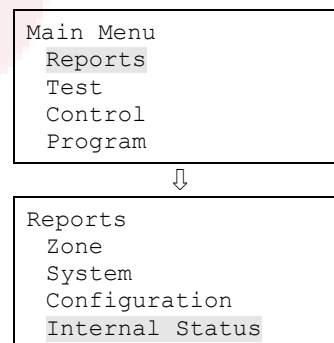 Main Menu
Reports
Test
Control
Program
⇩
Reports
Zone
System
Configuration
Internal Status